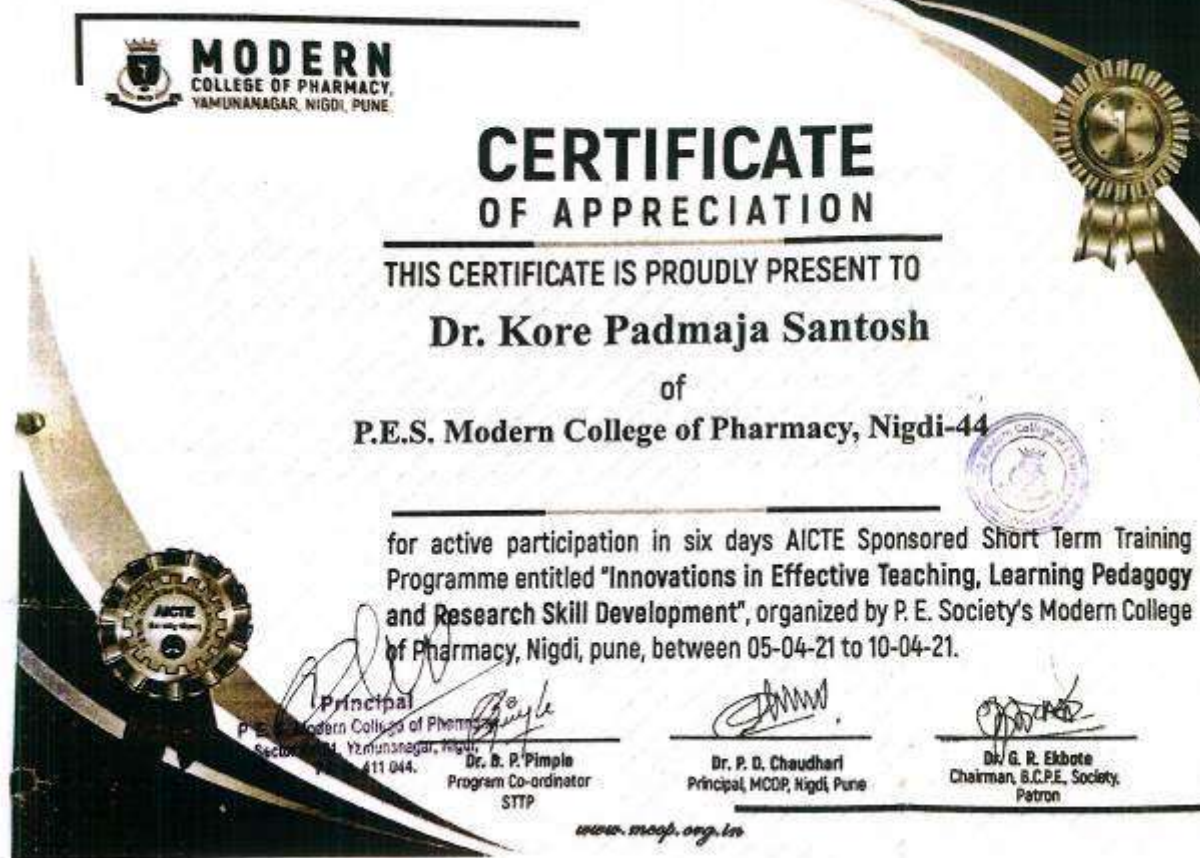 MODERN
COLLEGE OF PHARMACY,
YAMUNANAGAR, NIGDI, PUNE
CERTIFICATE
OF APPRECIATION
THIS CERTIFICATE IS PROUDLY PRESENT TO
Dr. Kore Padmaja Santosh
of
P.E.S. Modern College of Pharmacy, Nigdi-44
for active participation in six days AICTE Sponsored Short Term Training
Programme entitled "Innovations in Effective Teaching, Learning Pedagogy
and Research Skill Development", organized by P. E. Society's Modern College
of Pharmacy, Nigdi, pune, between 05-04-21 to 10-04-21.
1
AICTE
Principal
P. E. S. Modern College of
Yamunanagar, Nigdi,
411 044.
Dr. B. P. Pimple
Program Co-ordinator
STTP
Dr. P. D. Chaudhari
Principal, MCOP, Nigdi, Pune
Dr. G. R. Ekbote
Chairman, B.C.P.E. Society,
Patron
www.mcop.org.in